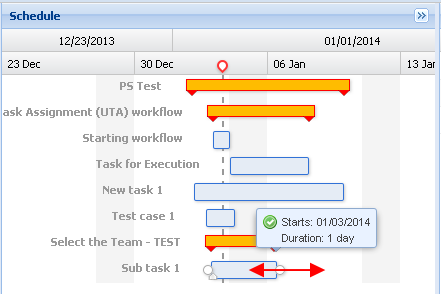 Schedule
12/23/2013
01/01/2014
23 Dec
30 Dec
06 Jan
13 Jan
PS Test
ask Assignment (UTA) workflow
Starting workflow
Task for Execution
New task 1
Test case 1
Starts: 01/03/2014
Duration: 1 day
Select the Team - TEST
Sub task 1